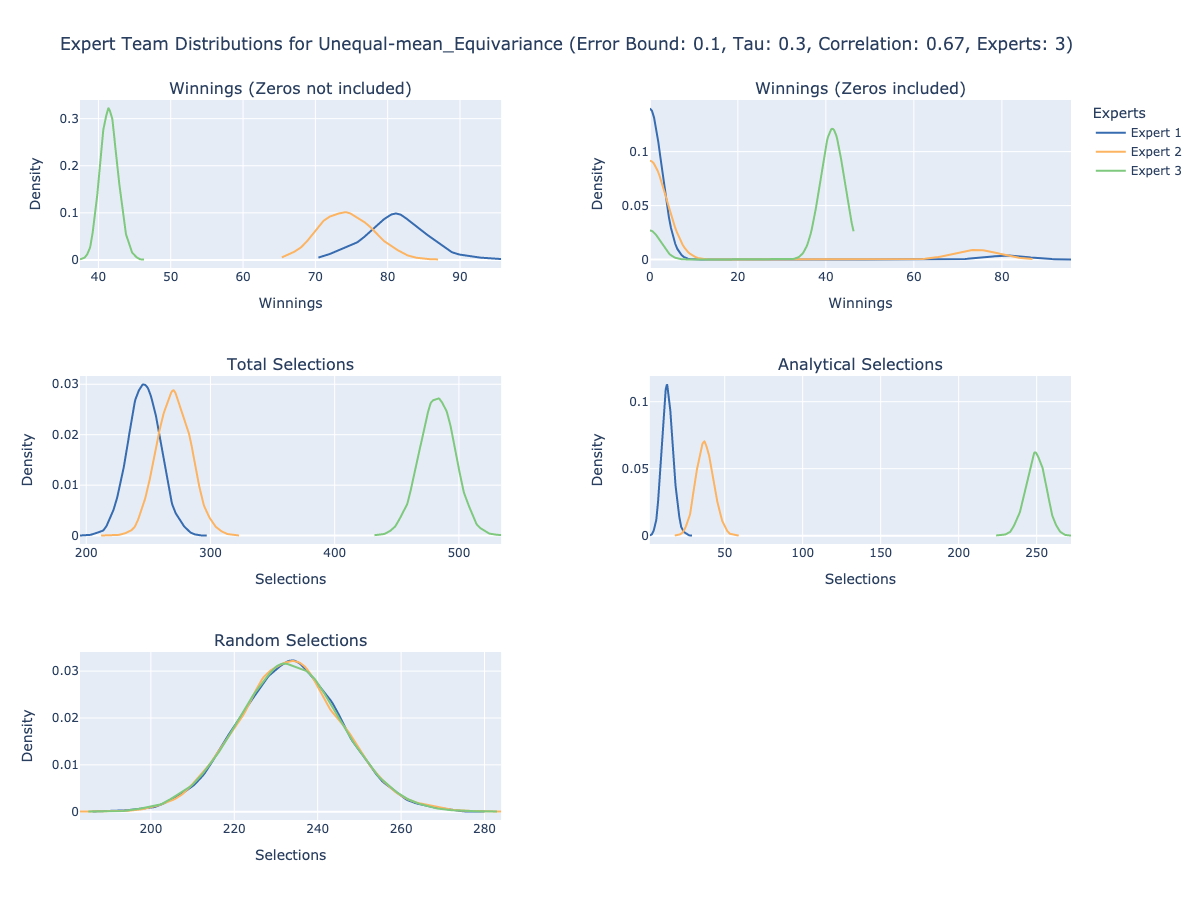 Expert Team Distributions for Unequal-mean_Equivariance (Error Bound: 0.1, Tau: 0.3, Correlation: 0.67, Experts: 3)
Winnings (Zeros not included)
0.3
0.2
0.1
0
Density
40 50 60 70 80 90
Winnings
Winnings (Zeros included)
0.1
0.05
0
Density
0 20 40 60 80
Winnings
Experts
Expert 1
Expert 2
Expert 3
Total Selections
0.03
0.02
0.01
0
Density
200 300 400 500
Selections
Analytical Selections
0.1
0.05
0
Density
50 100 150 200 250
Selections
Random Selections
0.03
0.02
0.01
0
Density
200 220 240 260 280
Selections